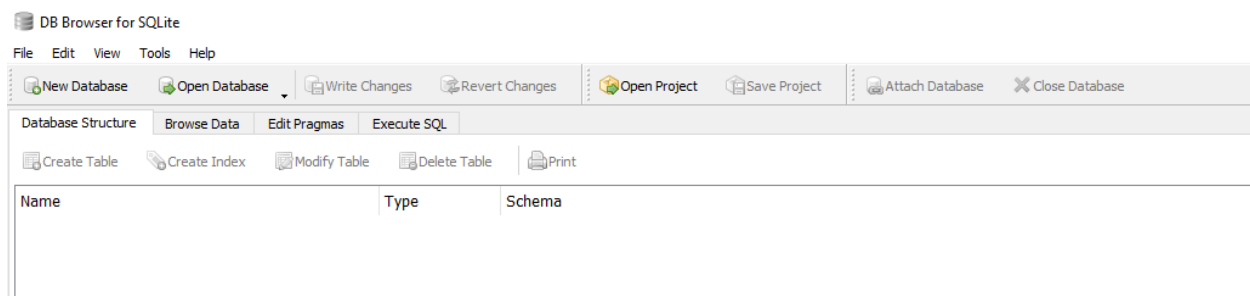 DB Browser for SQLite
File Edit View Tools Help
New Database Open Database Write Changes Revert Changes Open Project Save Project Attach Database Close Database
Database Structure Browse Data Edit Pragmas Execute SQL
Create Table Create Index Modify Table Delete Table Print
Name Type Schema